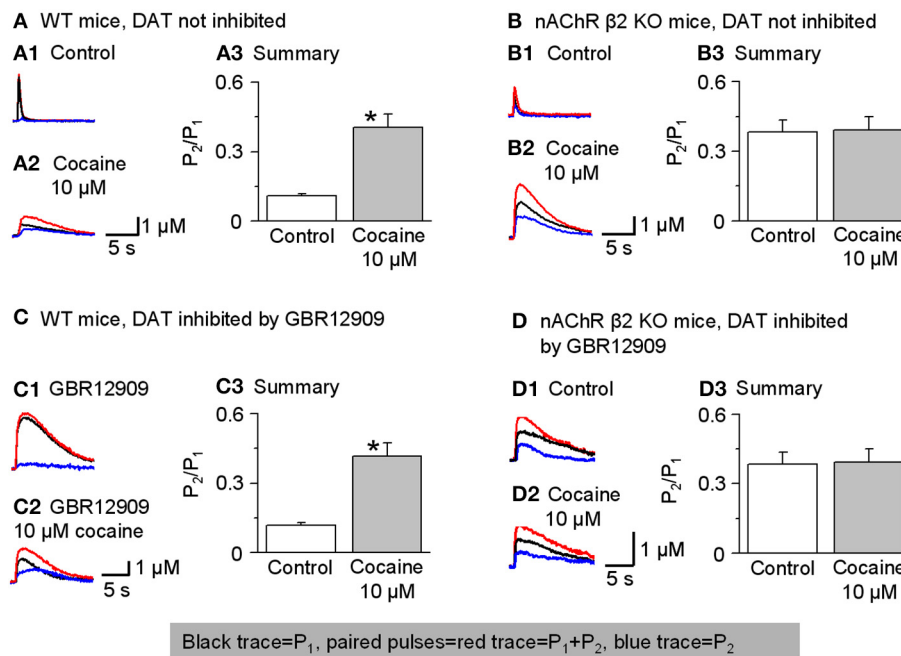 A WT mice, DAT not inhibited
A1 Control
A3 Summary
0.6
0.3
0
P2/P1
*
Control
Cocaine
10 µM
A2 Cocaine
10 µM
1 µM
5 s
B nAChR β2 KO mice, DAT not inhibited
B1 Control
B3 Summary
0.6
0.3
0
P2/P1
Control
Cocaine
10 µM
B2 Cocaine
10 µM
1 µM
5 s
C WT mice, DAT inhibited by GBR12909
C1 GBR12909
C3 Summary
0.6
0.3
0
P2/P1
*
Control
Cocaine
10 µM
C2 GBR12909
10 µM cocaine
1 µM
5 s
D nAChR β2 KO mice, DAT inhibited
by GBR12909
D1 Control
D3 Summary
0.6
0.3
0
P2/P1
Control
Cocaine
10 µM
D2 Cocaine
10 µM
1 µM
5 s
Black trace=P1, paired pulses=red trace=P1+P2, blue trace=P2